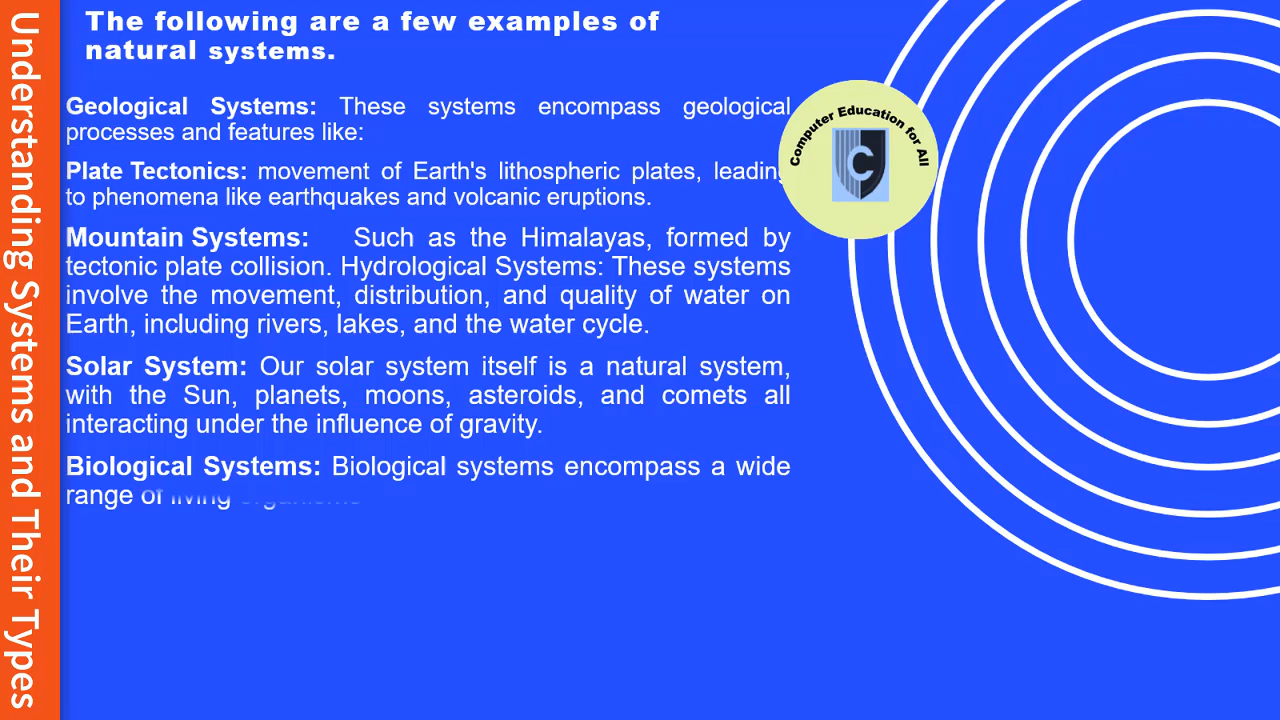 Understanding Systems and Their Types
The following are a few examples of
natural systems.
Geological Systems: These systems encompass geological
processes and features like:
Plate Tectonics: movement of Earth's lithospheric plates, leading
to phenomena like earthquakes and volcanic eruptions.
Mountain Systems: Such as the Himalayas, formed by
tectonic plate collision. Hydrological Systems: These systems
involve the movement, distribution, and quality of water on
Earth, including rivers, lakes, and the water cycle.
Solar System: Our solar system itself is a natural system,
with the Sun, planets, moons, asteroids, and comets all
interacting under the influence of gravity.
Biological Systems: Biological systems encompass a wide
range of living organisms
Computer Education for All
C